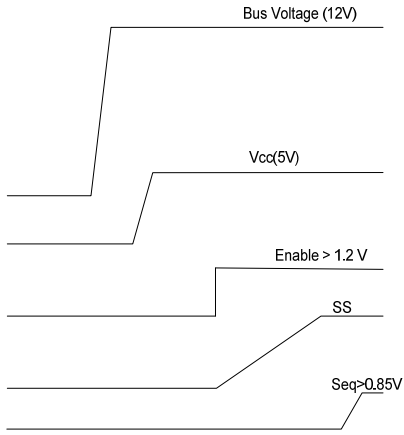 Bus Voltage (12V)
Vcc(5V)
Enable > 1.2 V
SS
Seq>0.85V